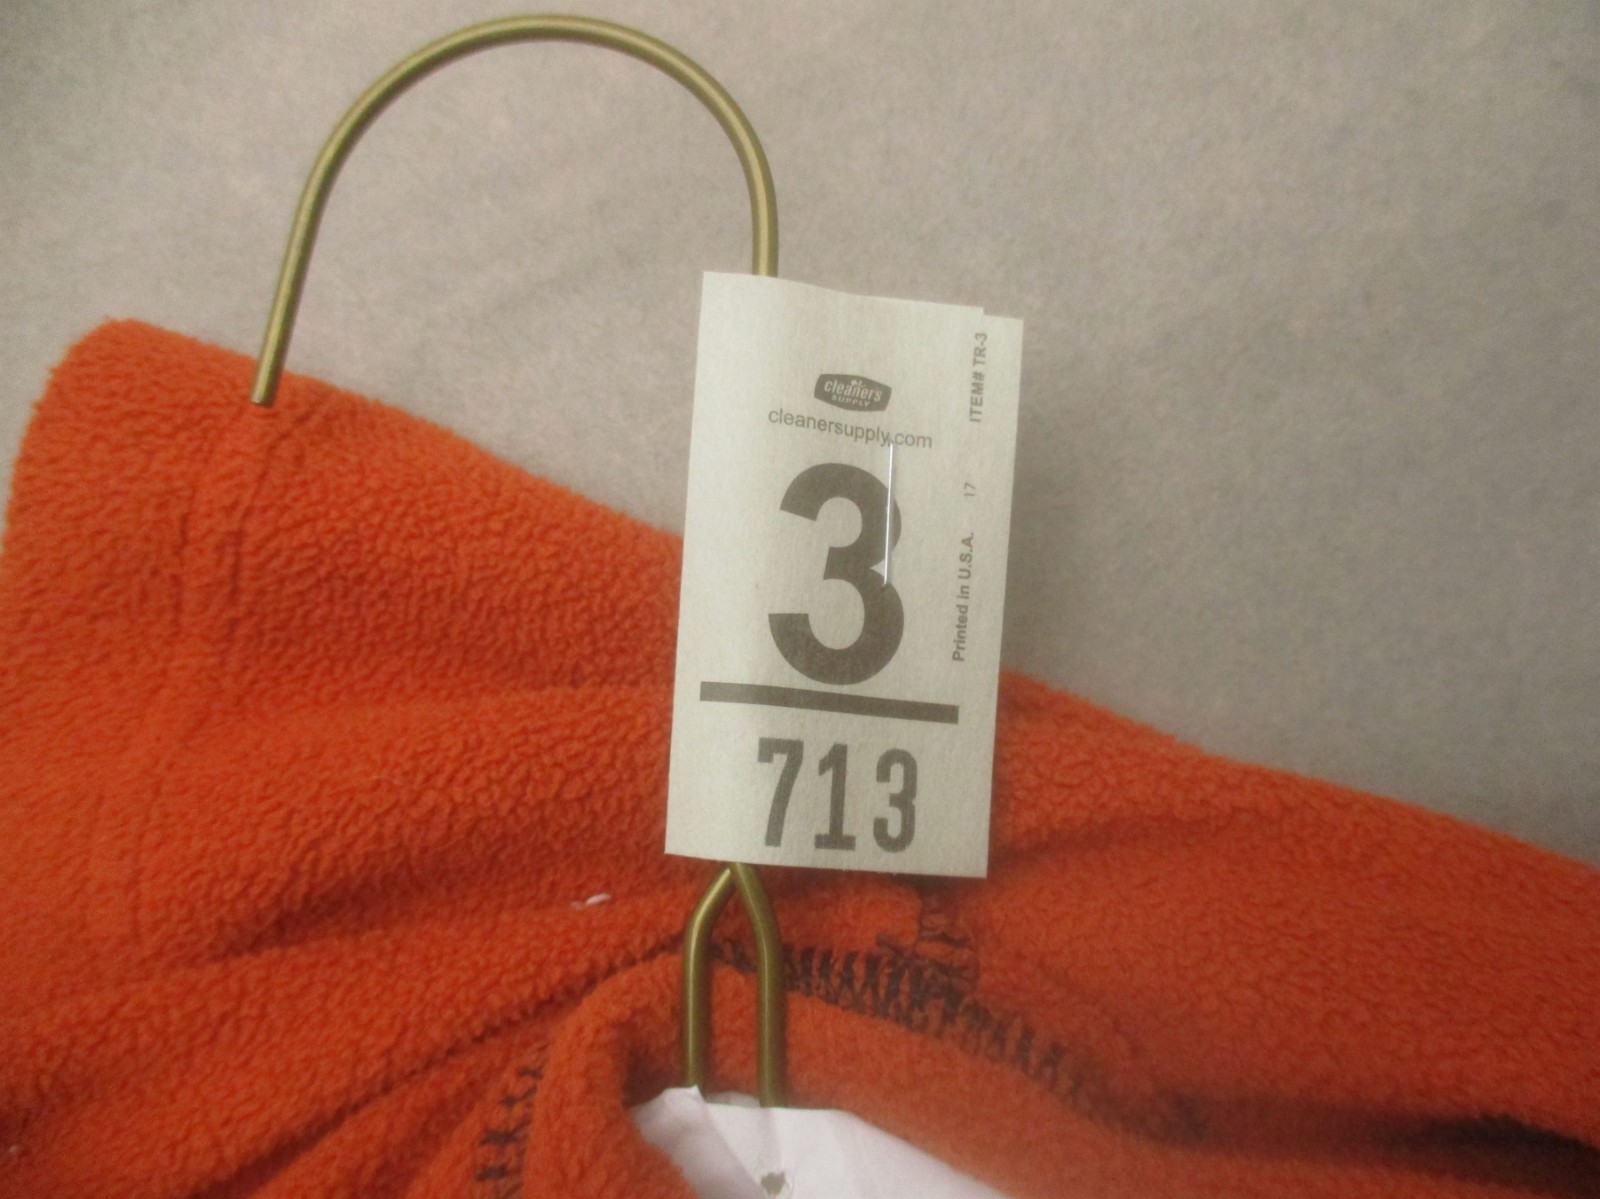 cleaners
SUPPLY
cleanersupply.com
3
713
ITEM# TR-3
17
Printed in U.S.A.